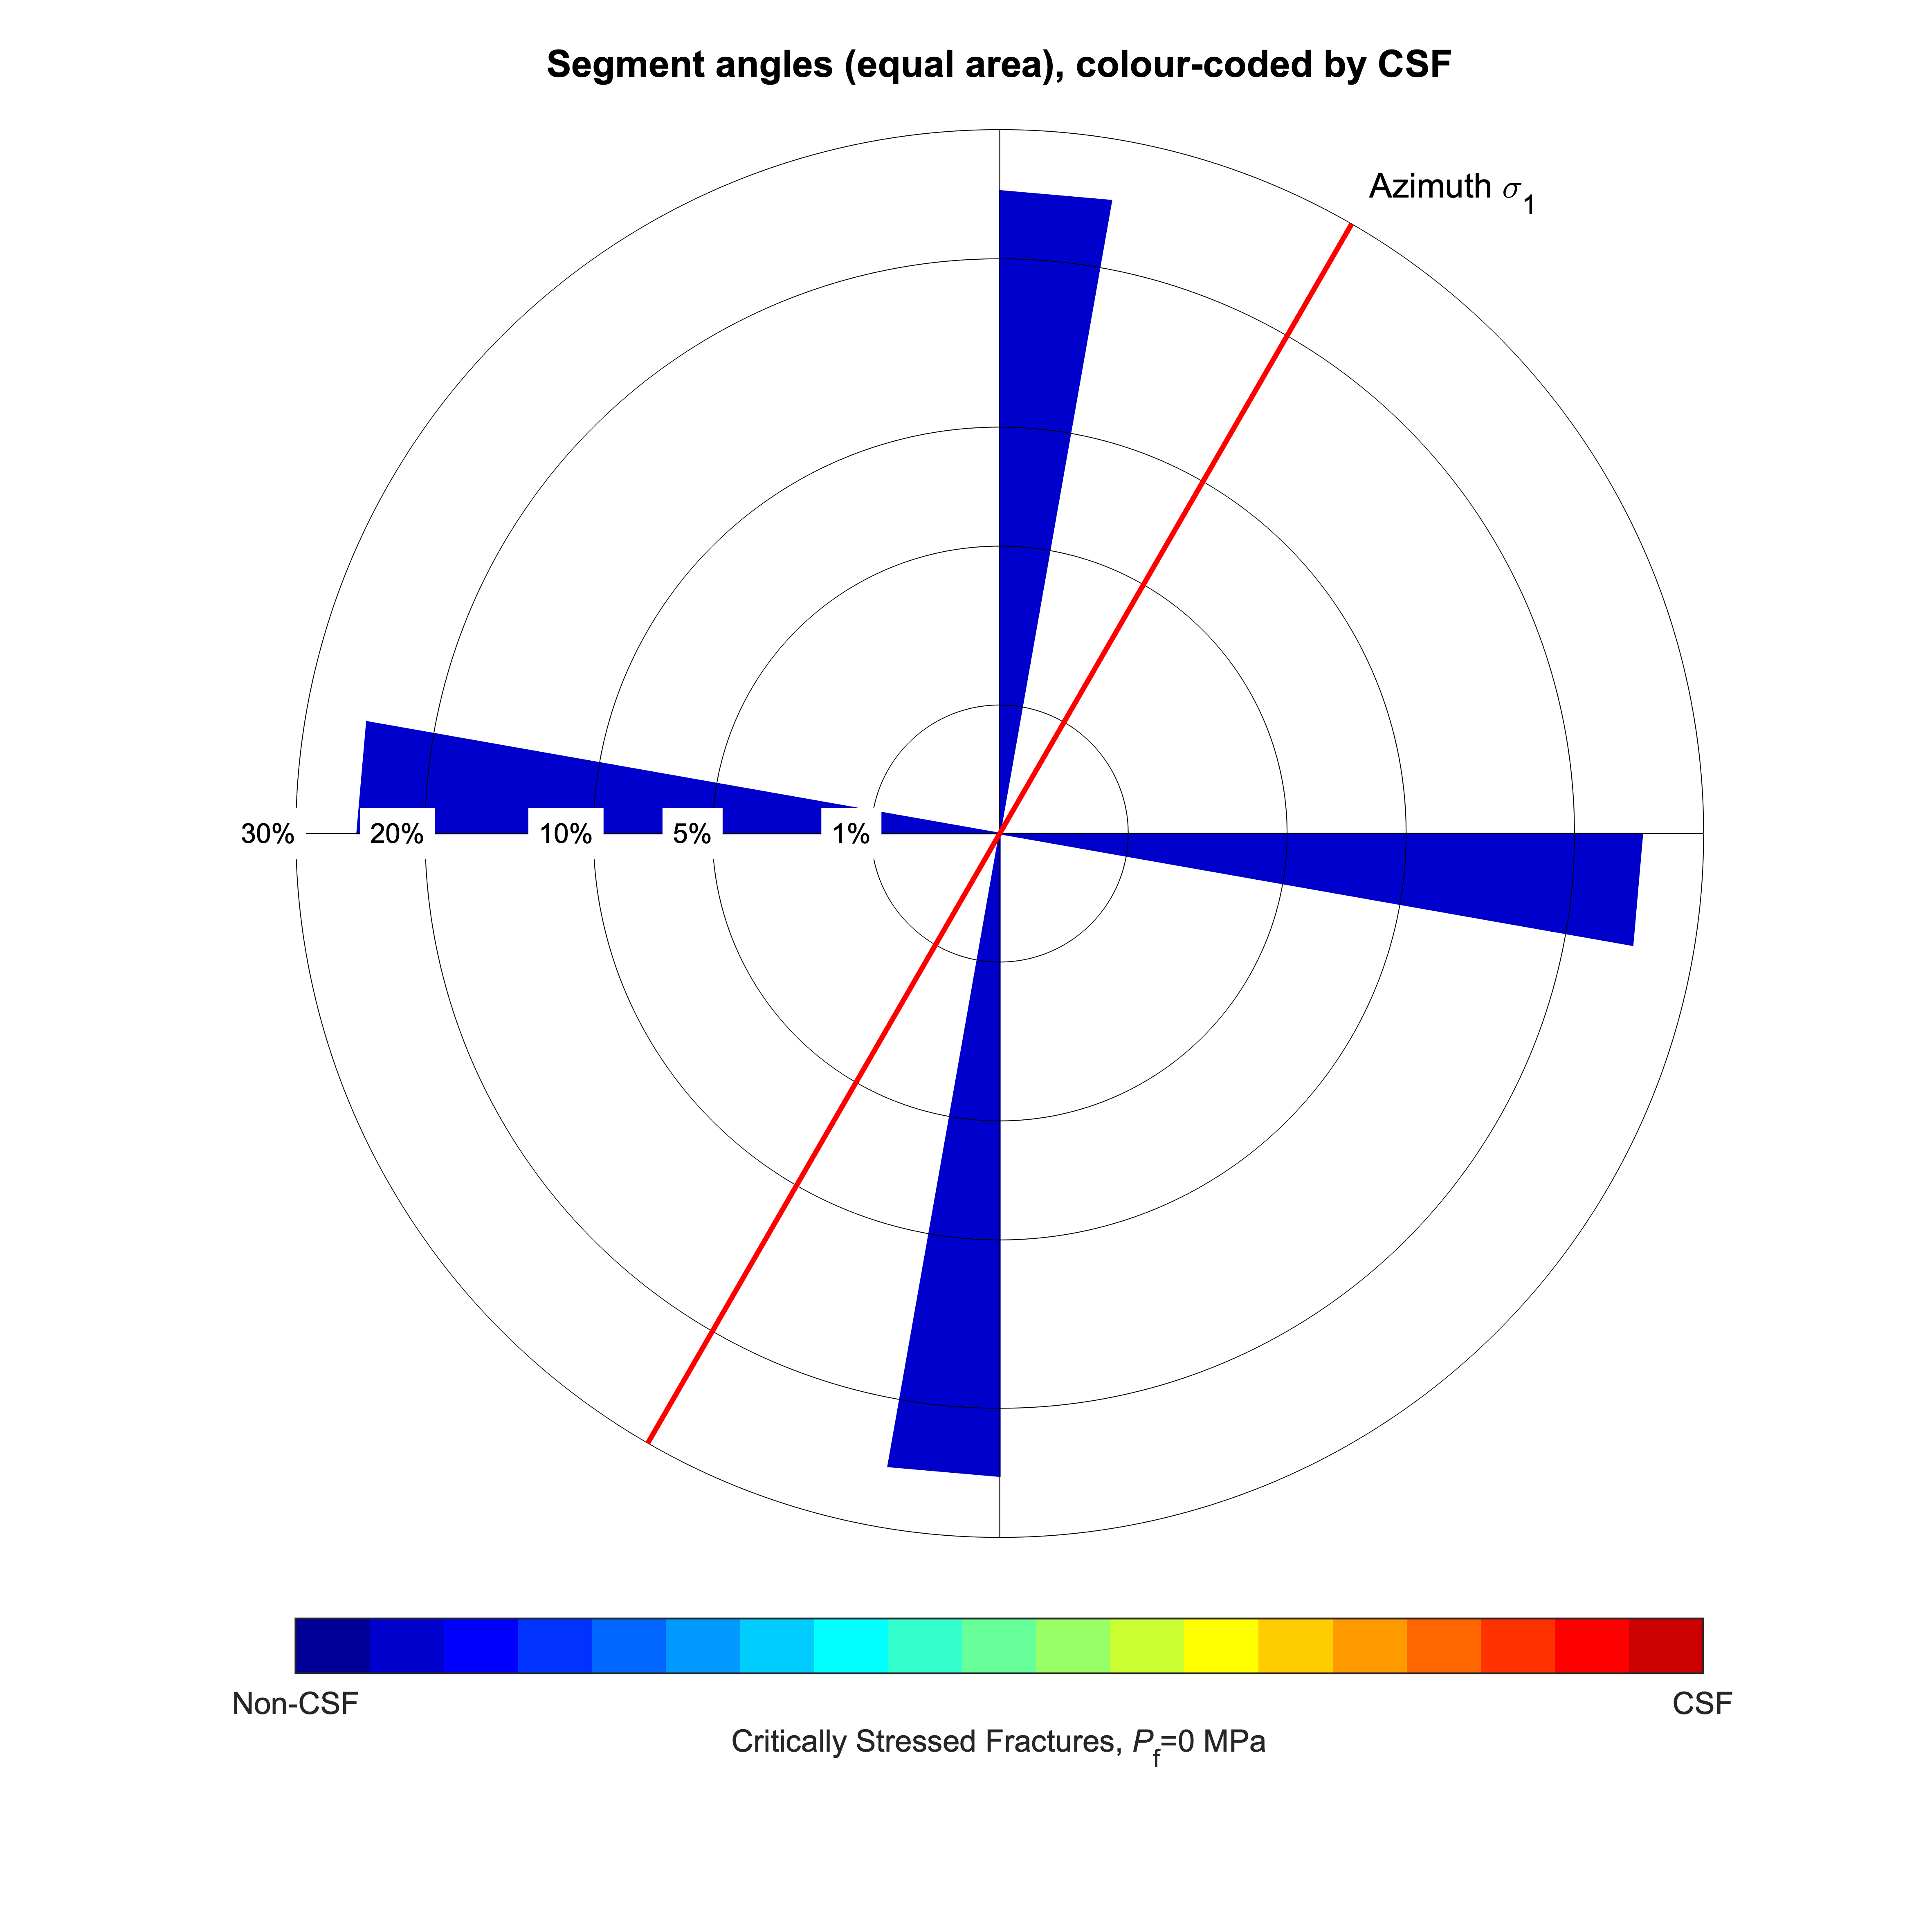 Segment angles (equal area), colour-coded by CSF
Azimuth σ1
30% 20% 10% 5% 1%
Non-CSF CSF
Critically Stressed Fractures, Pf=0 MPa